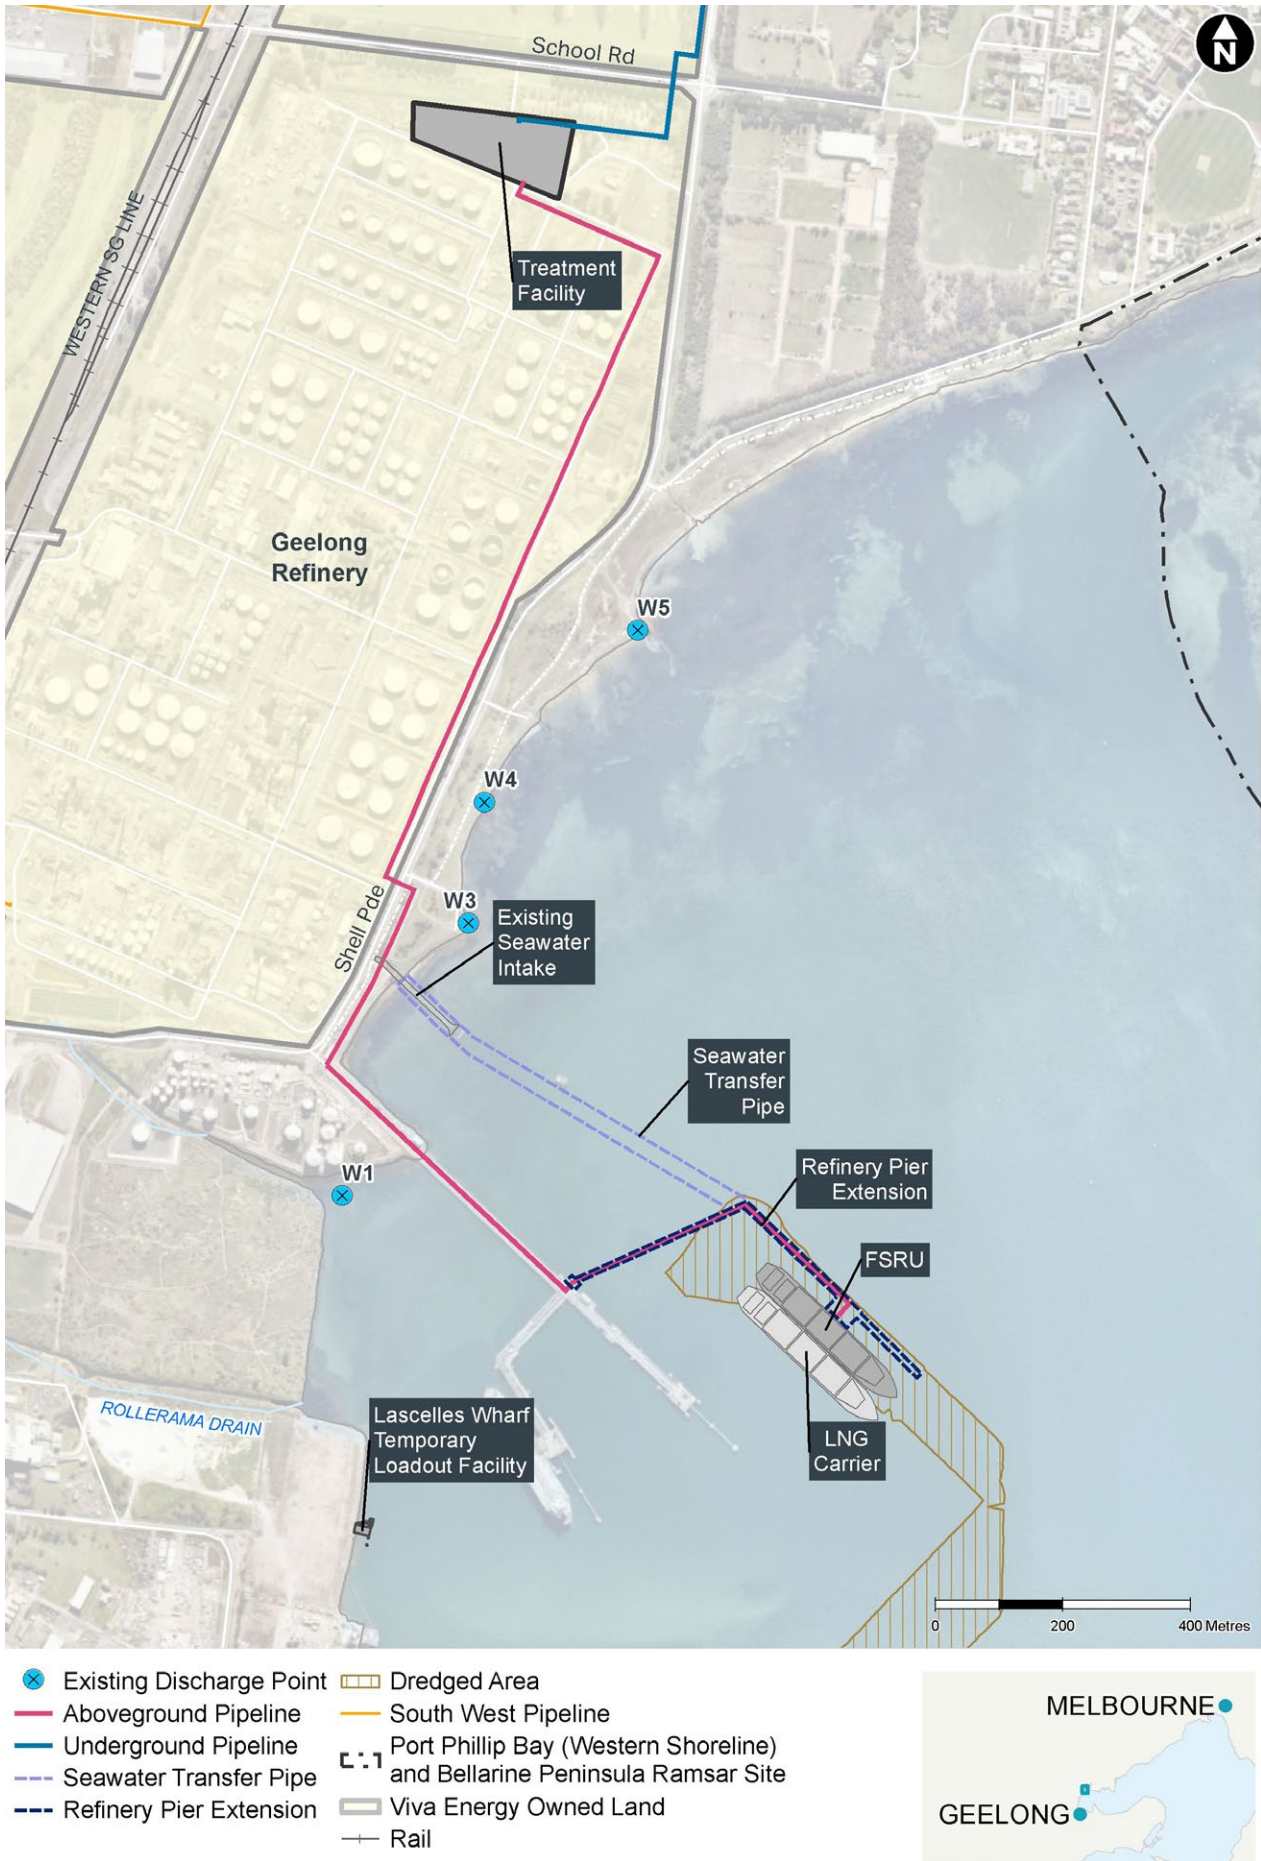 N
School Rd
WESTERN SG LINE
Treatment
Facility
Geelong
Refinery
W5
W4
W3
Shell Pde
Existing
Seawater
Intake
Seawater
Transfer
Pipe
W1
Refinery Pier
Extension
FSRU
ROLLERAMA DRAIN
Lascelles Wharf
Temporary
Loadout Facility
LNG
Carrier
0 200 400 Metres
Existing Discharge Point
Aboveground Pipeline
Underground Pipeline
Seawater Transfer Pipe
Refinery Pier Extension
Dredged Area
South West Pipeline
Port Phillip Bay (Western Shoreline)
and Bellarine Peninsula Ramsar Site
Viva Energy Owned Land
Rail
MELBOURNE
GEELONG